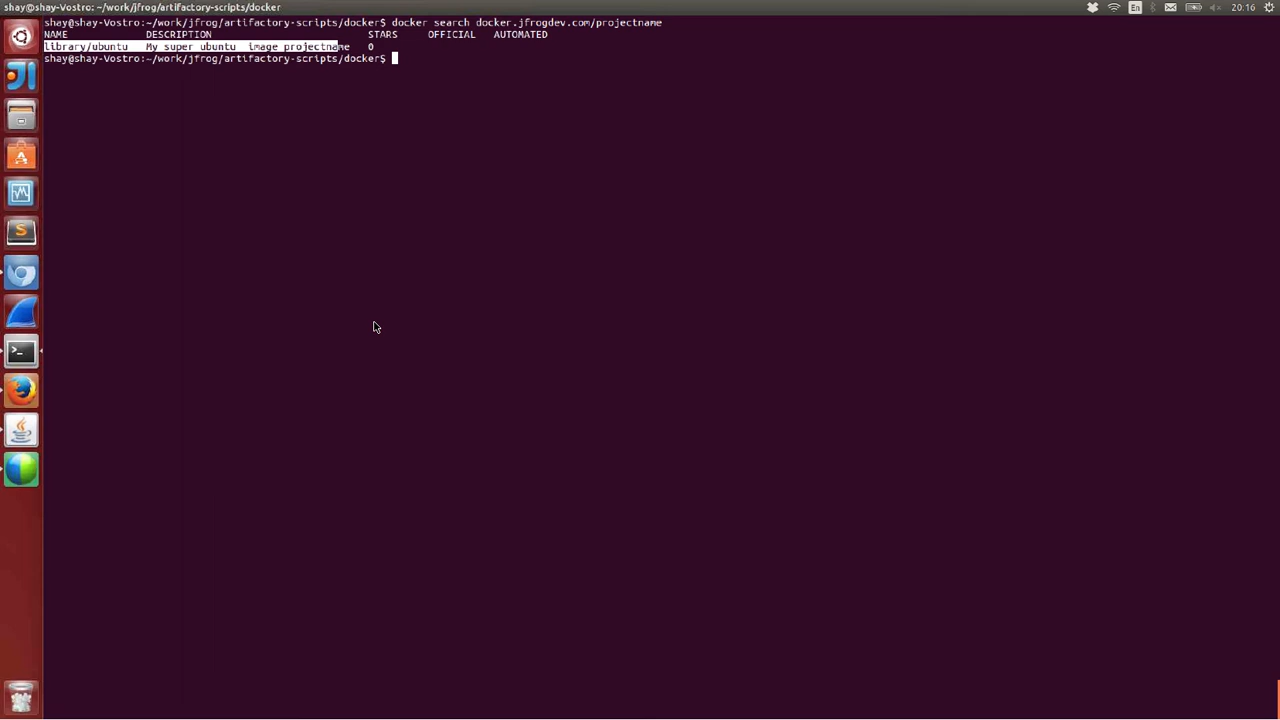 shay@shay-Vostro: ~/work/jfrog/artifactory-scripts/docker
En
20:16
shay@shay-Vostro:~/work/jfrog/artifactory-scripts/docker$ docker search docker.jfrogdev.com/projectname
NAME DESCRIPTION STARS OFFICIAL AUTOMATED
library/ubuntu My super ubuntu image projectname 0
shay@shay-Vostro:~/work/jfrog/artifactory-scripts/docker$